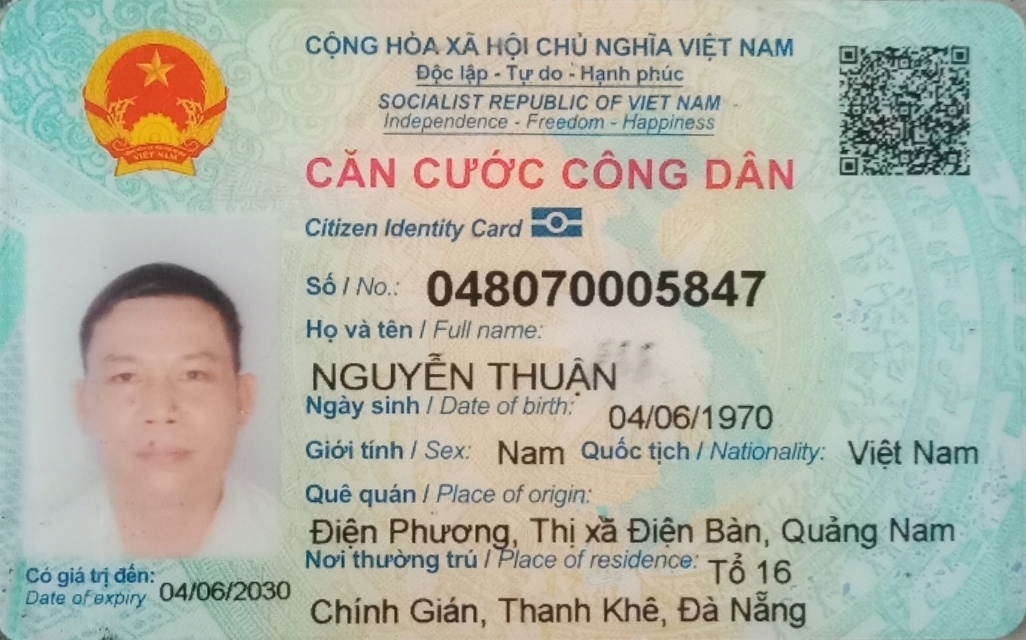 CỘNG HÒA XÃ HỘI CHỦ NGHĨA VIỆT NAM
Độc lập - Tự do - Hạnh phúc
SOCIALIST REPUBLIC OF VIET NAM
Independence - Freedom - Happiness
CĂN CƯỚC CÔNG DÂN
Citizen Identity Card
Số / No.: 048070005847
Họ và tên / Full name:
NGUYỄN THUẬN
Ngày sinh / Date of birth: 04/06/1970
Giới tính / Sex: Nam Quốc tịch / Nationality: Việt Nam
Quê quán / Place of origin:
Điện Phương, Thị xã Điện Bàn, Quảng Nam
Nơi thường trú / Place of residence: Tổ 16
Chính Gián, Thanh Khê, Đà Nẵng
Có giá trị đến: 04/06/2030
Date of expiry
VIỆT NAM